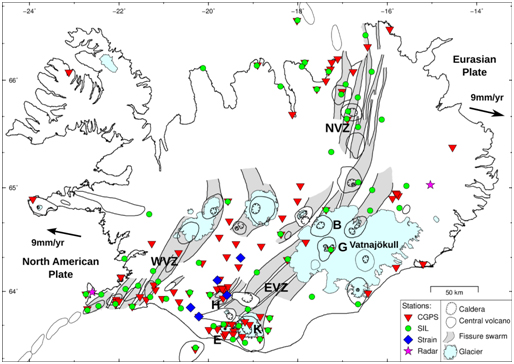 −24˚ −22˚ −20˚ −18˚ −16˚ −14˚
66˚
65˚
64˚
Eurasian
Plate
9mm/yr
NVZ
B
G Vatnajökull
9mm/yr
WVZ
North American
Plate
EVZ
H
K
E
50 km
Stations:
CGPS
SIL
Strain
Radar
Caldera
Central volcano
Fissure swarm
Glacier